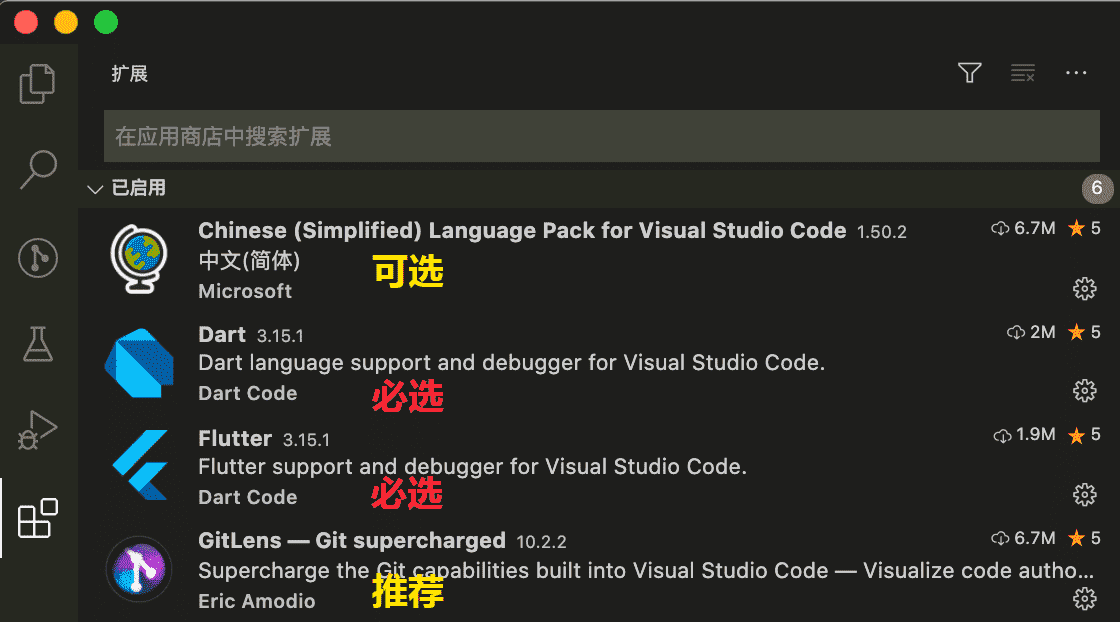 扩展
在应用商店中搜索扩展
已启用 6
Chinese (Simplified) Language Pack for Visual Studio Code 1.50.2 6.7M 5
中文(简体)
可选
Microsoft
Dart 3.15.1 2M 5
Dart language support and debugger for Visual Studio Code.
Dart Code
必选
Flutter 3.15.1 1.9M 5
Flutter support and debugger for Visual Studio Code.
Dart Code
必选
GitLens — Git supercharged 10.2.2 6.7M 5
Supercharge the Git capabilities built into Visual Studio Code — Visualize code autho...
推荐
Eric Amodio